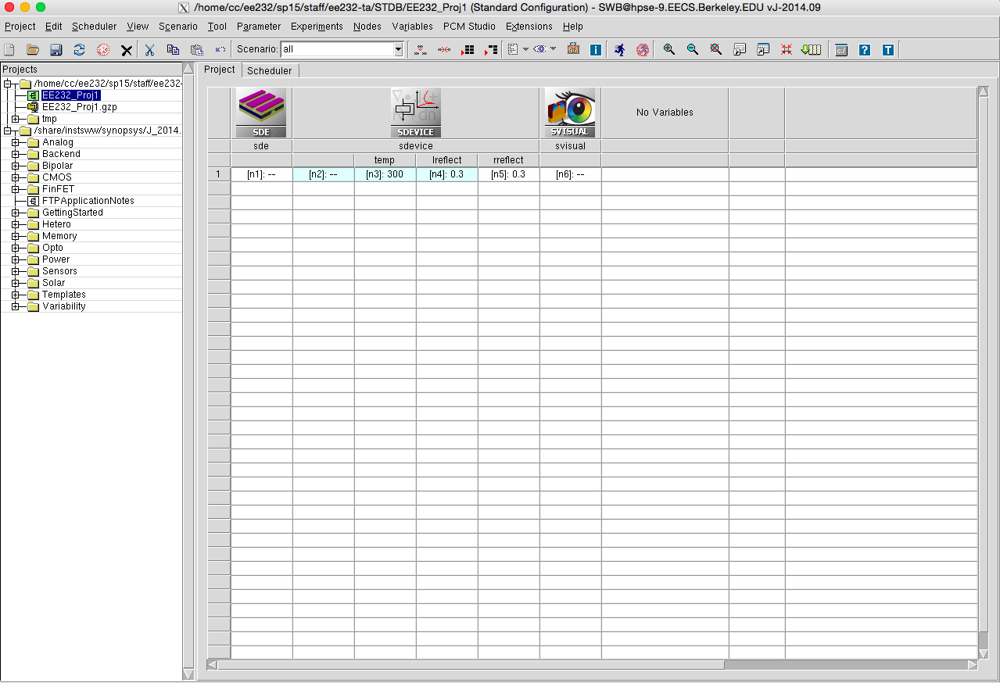 X /home/cc/ee232/sp15/staff/ee232-ta/STDB/EE232_Proj1 (Standard Configuration) - SWB@hpse-9.EECS.Berkeley.EDU vJ-2014.09
Project Edit Scheduler View Scenario Tool Parameter Experiments Nodes Variables PCM Studio Extensions Help
Scenario: all
Projects
/home/cc/ee232/sp15/staff/ee232-
EE232_Proj1
EE232_Proj1.gzp
tmp
/share/instsww/synopsys/J_2014.
Analog
Backend
Bipolar
CMOS
FinFET
FTPApplicationNotes
GettingStarted
Hetero
Memory
Opto
Power
Sensors
Solar
Templates
Variability
Project Scheduler
SDE SDEVICE SVISUAL No Variables
sde sdevice svisual
temp lreflect rreflect
1 [n1]: -- [n2]: -- [n3]: 300 [n4]: 0.3 [n5]: 0.3 [n6]: --